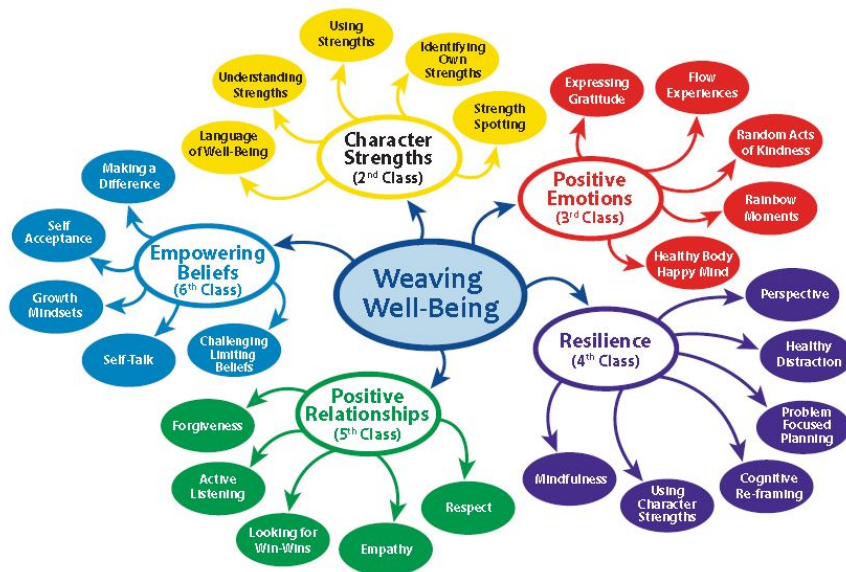 Weaving
Well-Being
Character
Strengths
(2nd Class)
Language
of Well-Being
Understanding
Strengths
Using
Strengths
Identifying
Own
Strengths
Strength
Spotting
Positive
Emotions
(3rd Class)
Expressing
Gratitude
Flow
Experiences
Random Acts
of Kindness
Rainbow
Moments
Healthy Body
Happy Mind
Resilience
(4th Class)
Perspective
Healthy
Distraction
Problem
Focused
Planning
Cognitive
Re-framing
Using
Character
Strengths
Mindfulness
Positive
Relationships
(5th Class)
Respect
Empathy
Looking for
Win-Wins
Active
Listening
Forgiveness
Empowering
Beliefs
(6th Class)
Challenging
Limiting
Beliefs
Self-Talk
Growth
Mindsets
Self
Acceptance
Making a
Difference